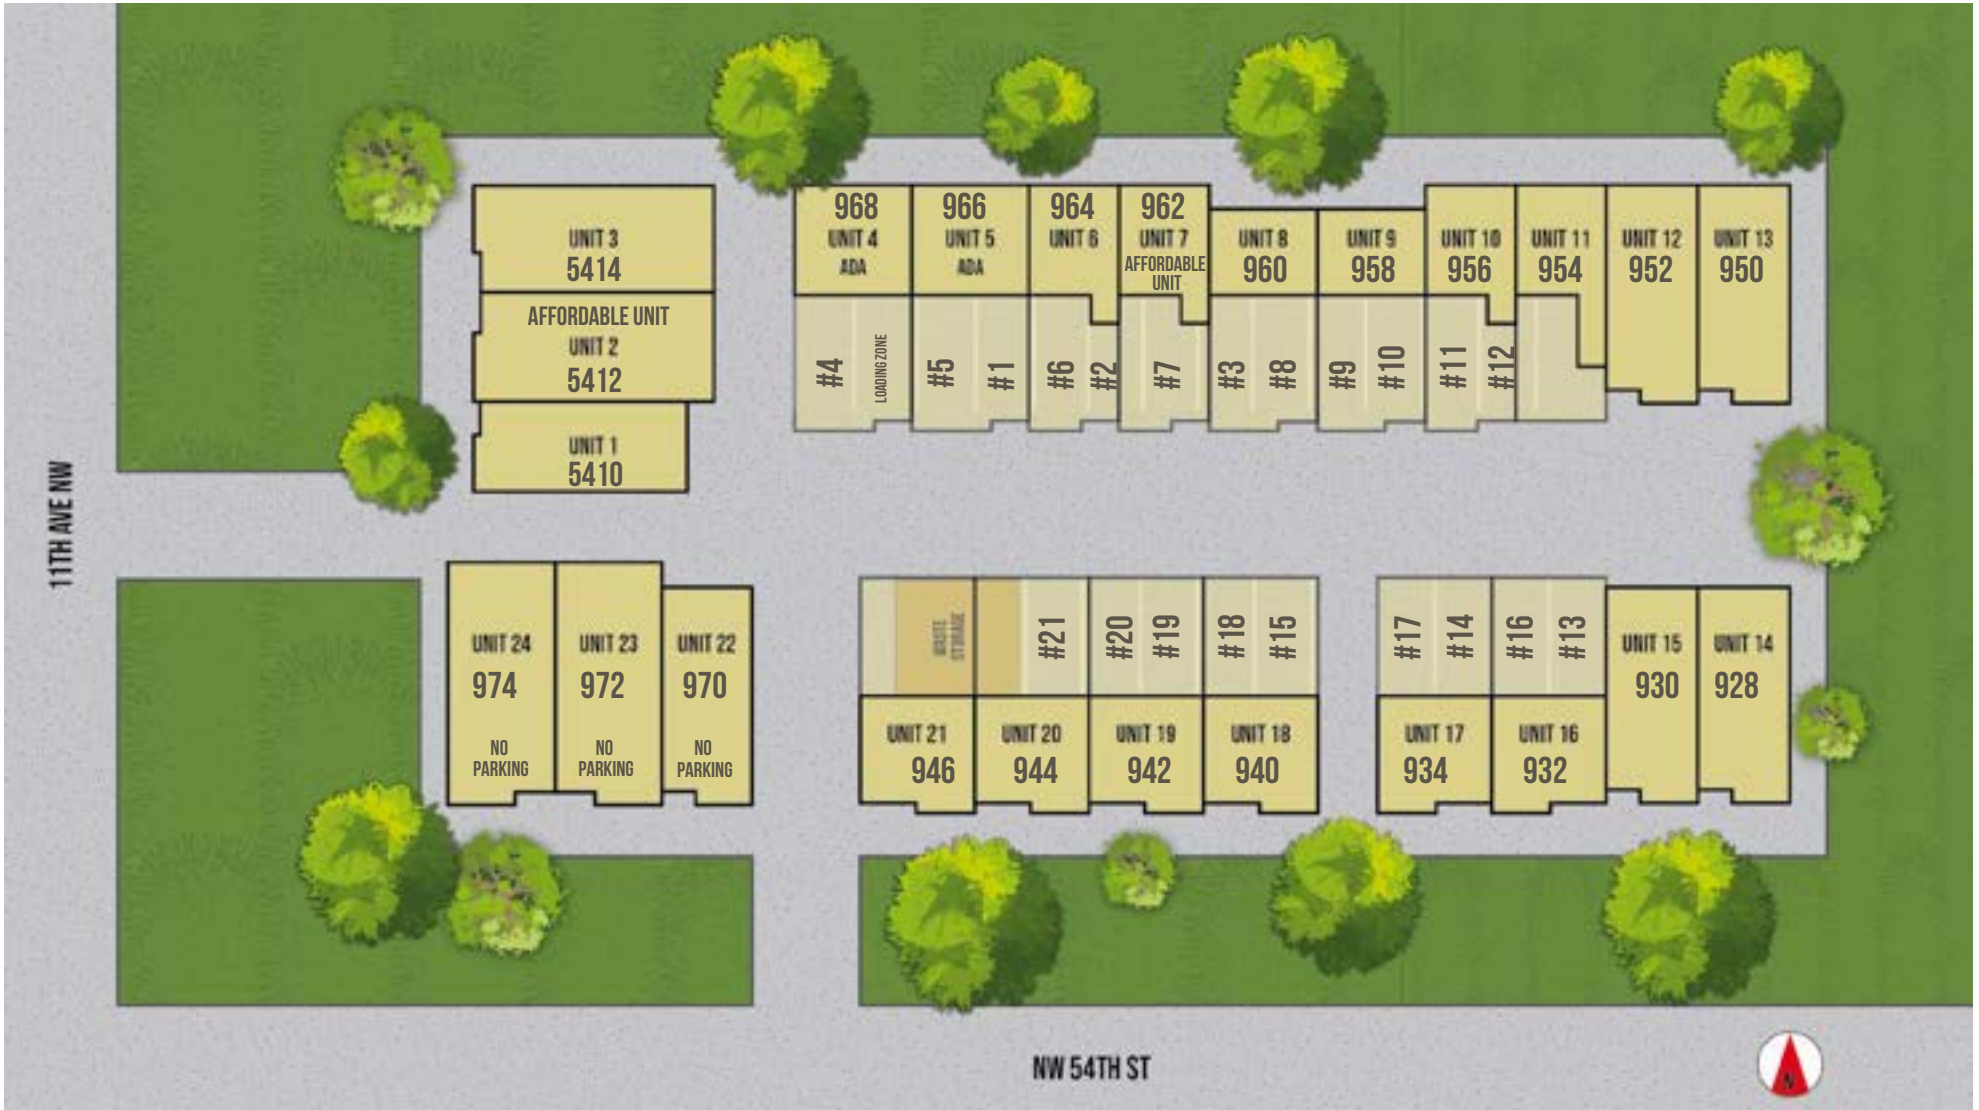 UNIT 3
5414
AFFORDABLE UNIT
UNIT 2
5412
UNIT 1
5410
968
UNIT 4
ADA
966
UNIT 5
ADA
964
UNIT 6
962
UNIT 7
AFFORDABLE
UNIT
UNIT 8
960
UNIT 9
958
UNIT 10
956
UNIT 11
954
UNIT 12
952
UNIT 13
950
#4
LOADING ZONE
#5
#1
#6
#2
#7
#3
#8
#9
#10
#11
#12
11TH AVE NW
UNIT 24
974
NO
PARKING
UNIT 23
972
NO
PARKING
UNIT 22
970
NO
PARKING
WASTE
STORAGE
#21
#20
#19
#18
#15
#17
#14
#16
#13
UNIT 21
946
UNIT 20
944
UNIT 19
942
UNIT 18
940
UNIT 17
934
UNIT 16
932
UNIT 15
930
UNIT 14
928
NW 54TH ST
N